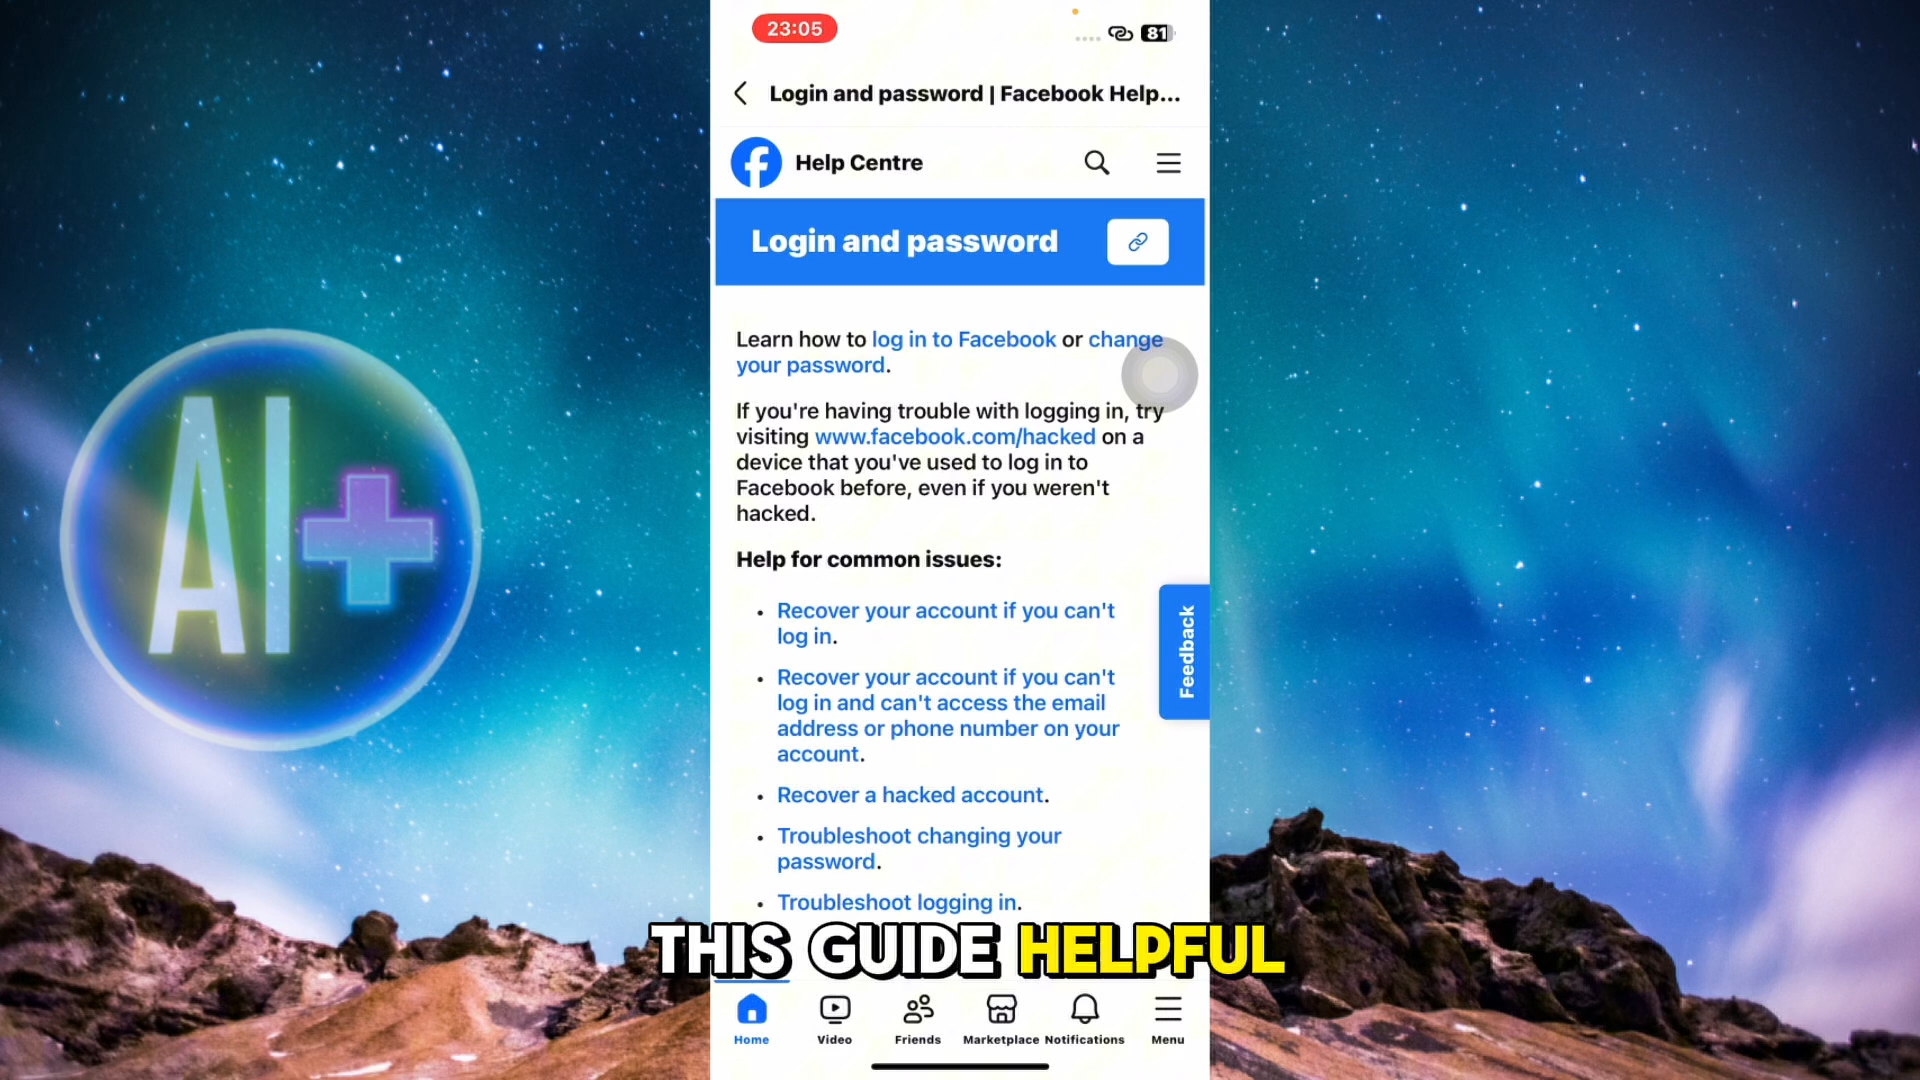 23:05
81
Login and password | Facebook Help...
Help Centre
Login and password
Learn how to log in to Facebook or change
your password.
If you're having trouble with logging in, try
visiting www.facebook.com/hacked on a
device that you've used to log in to
Facebook before, even if you weren't
hacked.
Help for common issues:
• Recover your account if you can't
log in.
• Recover your account if you can't
log in and can't access the email
address or phone number on your
account.
• Recover a hacked account.
• Troubleshoot changing your
password.
• Troubleshoot logging in.
Feedback
AI+
THIS GUIDE HELPFUL
Home
Video
Friends
Marketplace
Notifications
Menu